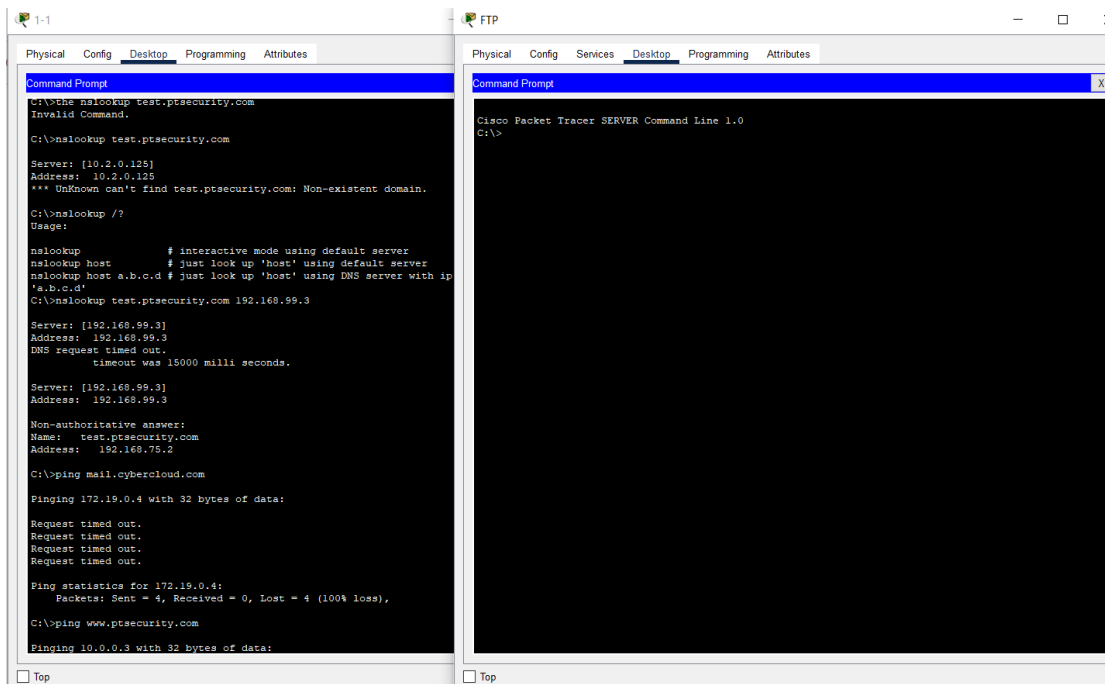 1-1
Physical Config Desktop Programming Attributes
Command Prompt
C:\>the nslookup test.ptsecurity.com
Invalid Command.
C:\>nslookup test.ptsecurity.com
Server: [10.2.0.125]
Address: 10.2.0.125
*** UnKnown can't find test.ptsecurity.com: Non-existent domain.
C:\>nslookup /?
Usage:
nslookup # interactive mode using default server
nslookup host # just look up 'host' using default server
nslookup host a.b.c.d # just look up 'host' using DNS server with ip
'a.b.c.d'
C:\>nslookup test.ptsecurity.com 192.168.99.3
Server: [192.168.99.3]
Address: 192.168.99.3
DNS request timed out.
timeout was 15000 milli seconds.
Server: [192.168.99.3]
Address: 192.168.99.3
Non-authoritative answer:
Name: test.ptsecurity.com
Address: 192.168.75.2
C:\>ping mail.cybercloud.com
Pinging 172.19.0.4 with 32 bytes of data:
Request timed out.
Request timed out.
Request timed out.
Request timed out.
Ping statistics for 172.19.0.4:
Packets: Sent = 4, Received = 0, Lost = 4 (100% loss),
C:\>ping www.ptsecurity.com
Pinging 10.0.0.3 with 32 bytes of data:
Top
FTP
Physical Config Services Desktop Programming Attributes
Command Prompt
X
Cisco Packet Tracer SERVER Command Line 1.0
C:\>
Top